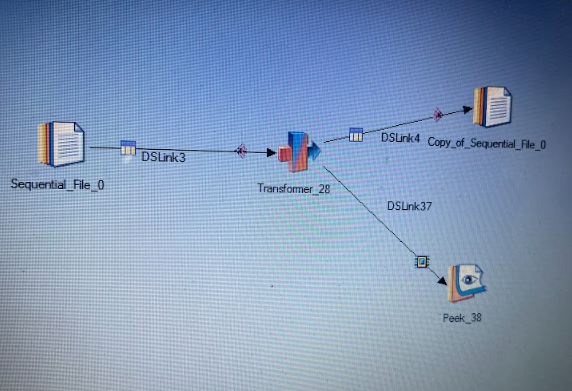 Sequential_File_0
DSLink3
Transformer_28
DSLink4
Copy_of_Sequential_File_0
DSLink37
Peek_38